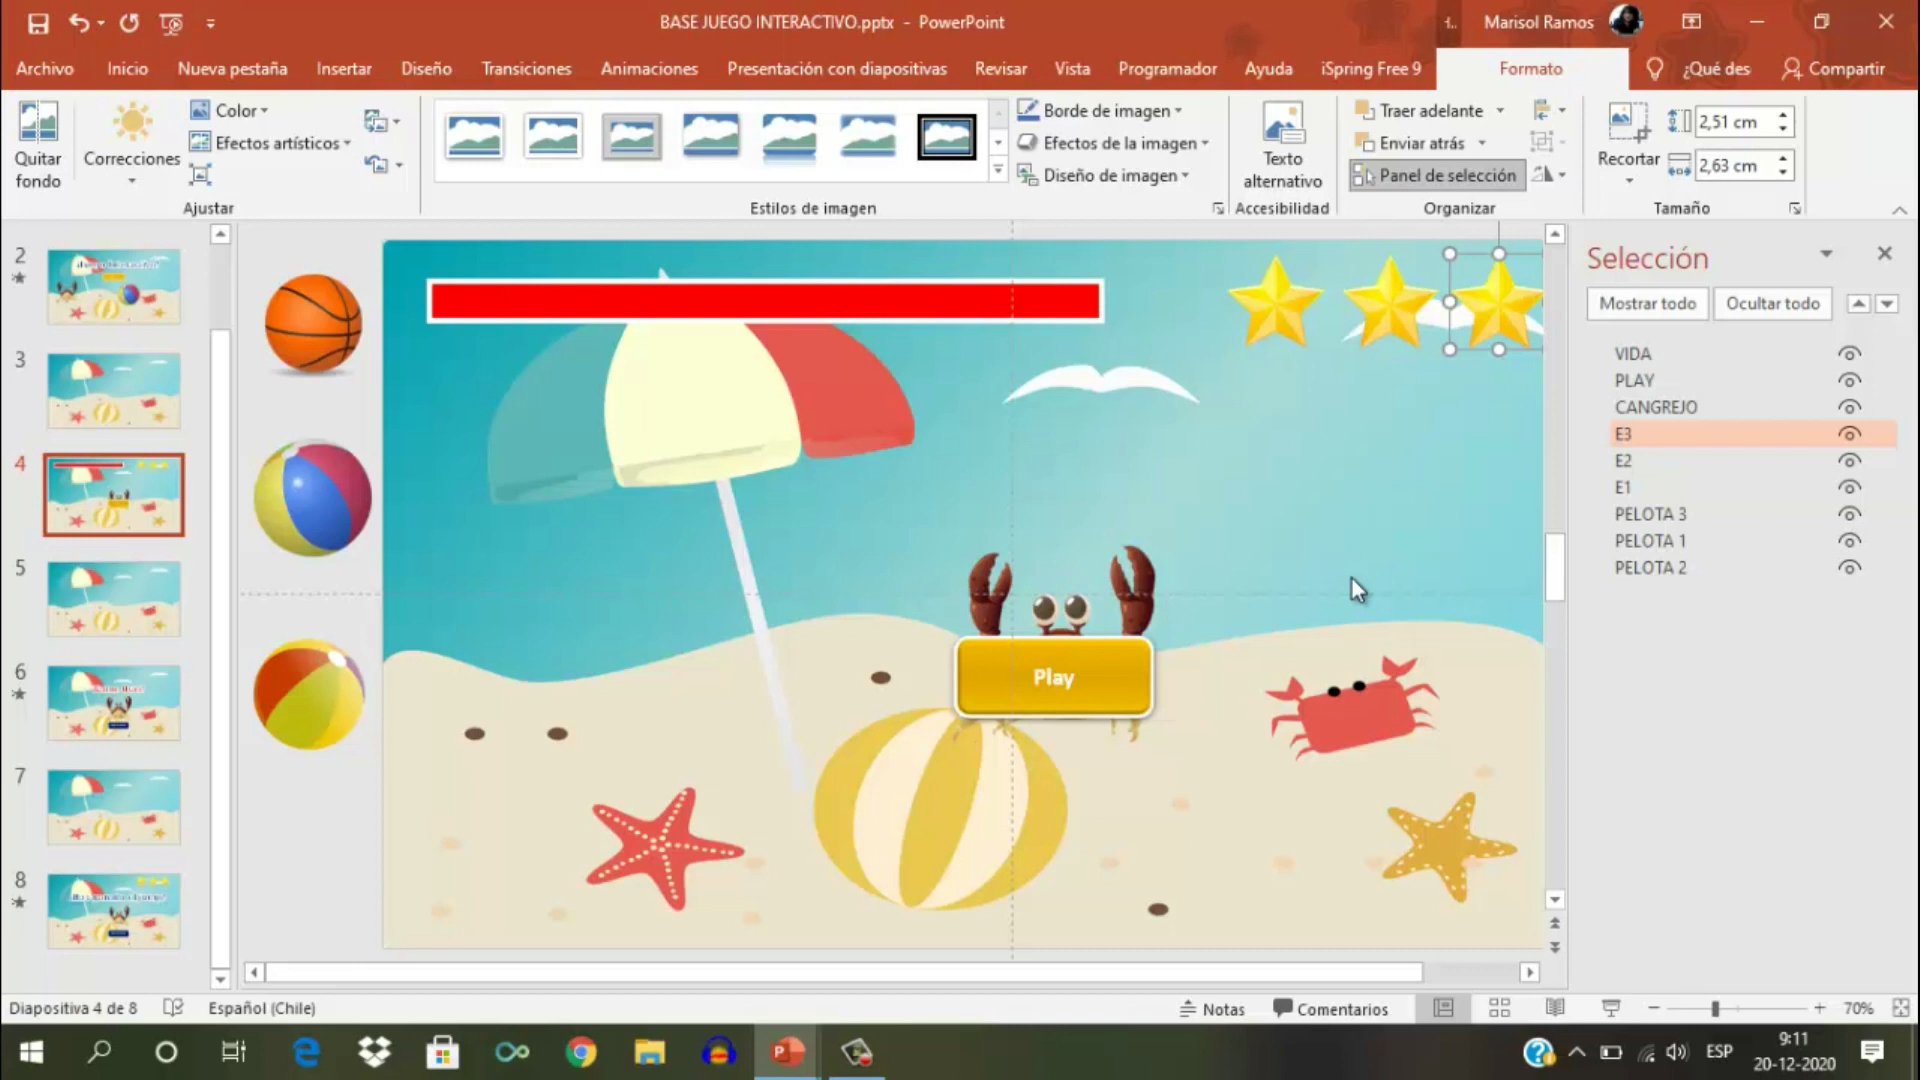 BASE JUEGO INTERACTIVO.pptx - PowerPoint
Marisol Ramos
Archivo Inicio Nueva pestaña Insertar Diseño Transiciones Animaciones Presentación con diapositivas Revisar Vista Programador Ayuda iSpring Free 9 Formato ¿Qué des Compartir
Quitar fondo
Correcciones
Color
Efectos artísticos
Ajustar
Estilos de imagen
Borde de imagen
Efectos de la imagen
Diseño de imagen
Texto alternativo
Accesibilidad
Traer adelante
Enviar atrás
Panel de selección
Organizar
Recortar
2,51 cm
2,63 cm
Tamaño
2
3
4
5
6
7
8
Play
Selección
Mostrar todo Ocultar todo
VIDA
PLAY
CANGREJO
E3
E2
E1
PELOTA 3
PELOTA 1
PELOTA 2
Diapositiva 4 de 8 Español (Chile) Notas Comentarios 70%
ESP
9:11
20-12-2020